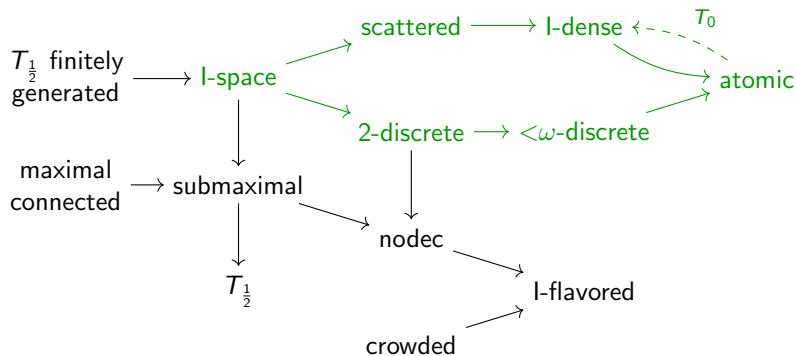 scattered
I-dense
T₀
T½ finitely
generated
I-space
atomic
2-discrete
<ω-discrete
maximal
connected
submaximal
nodec
T½
I-flavored
crowded